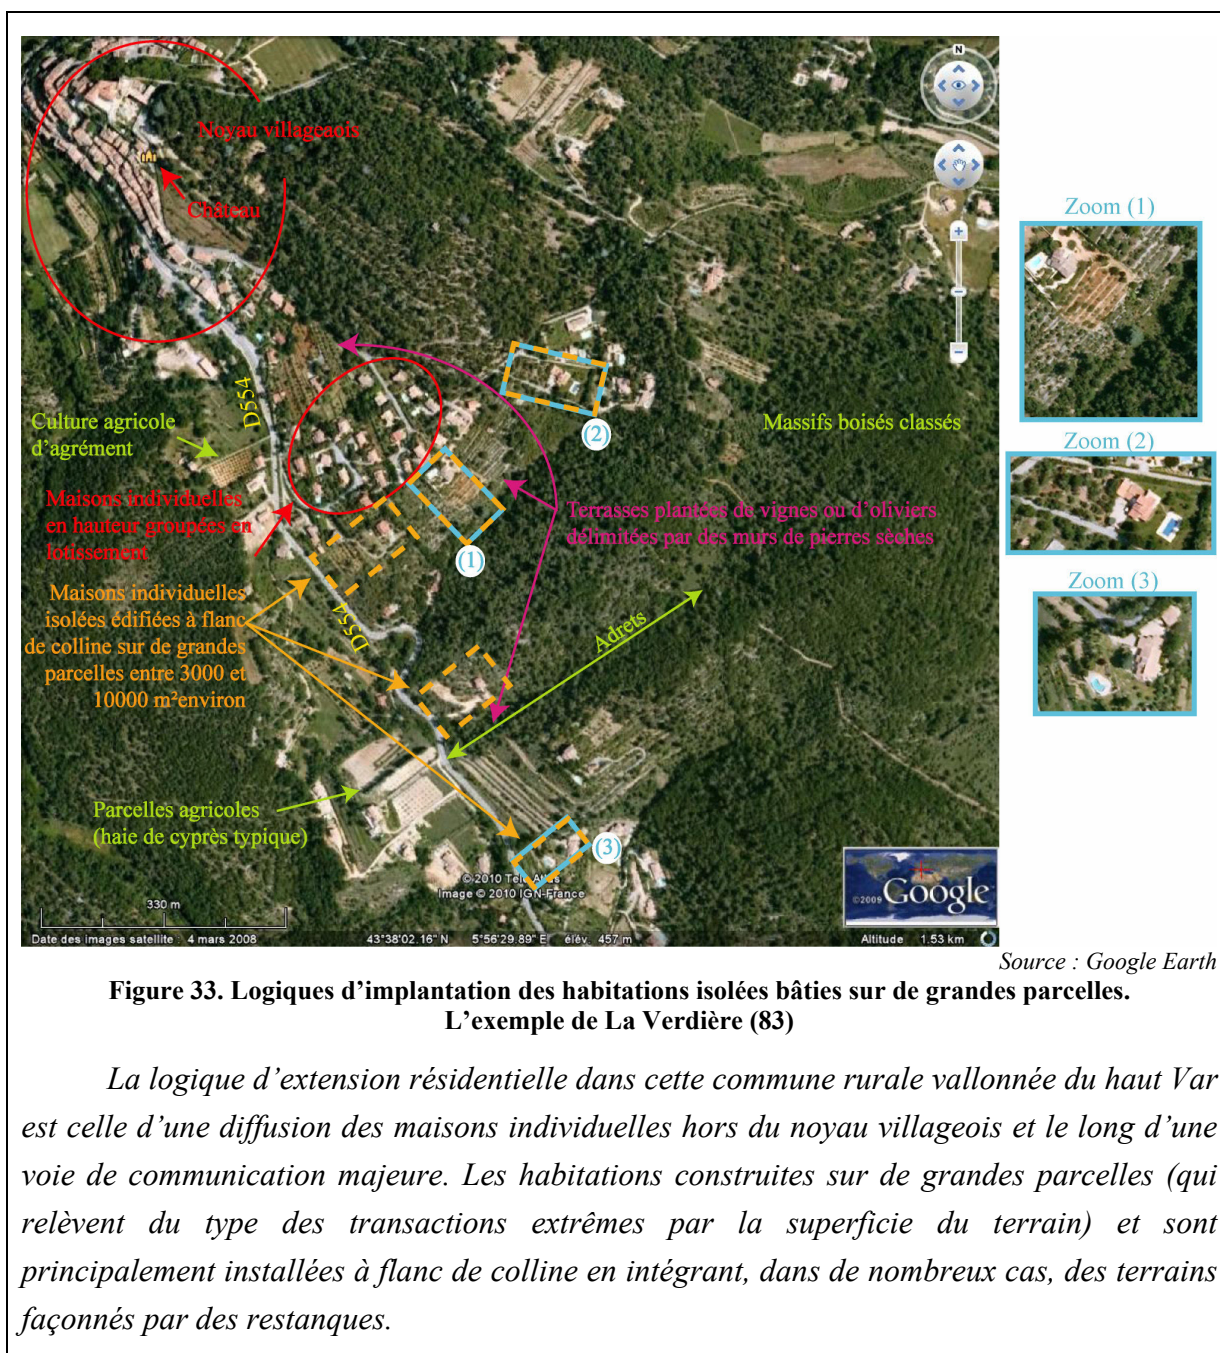 N
Noyau villageaois
Château
Zoom (1)
D554
Culture agricole
d’agrément
(2)
Massifs boisés classés
Zoom (2)
Maisons individuelles
en hauteur groupées en
lotissement
Terrasses plantées de vignes ou d’oliviers
délimitées par des murs de pierres sèches
(1)
Zoom (3)
Maisons individuelles
isolées édifiées à flanc
de colline sur de grandes
parcelles entre 3000 et
10000 m²environ
D554
Adrets
Parcelles agricoles
(haie de cyprès typique)
(3)
© 2010 Tele Atlas
Image © 2010 IGN-France
©2009 Google
330 m
Date des images satellite : 4 mars 2008 43°38'02.16" N 5°56'29.89" E élév. 457 m Altitude 1.53 km
Source : Google Earth
Figure 33. Logiques d’implantation des habitations isolées bâties sur de grandes parcelles.
L’exemple de La Verdière (83)
La logique d’extension résidentielle dans cette commune rurale vallonnée du haut Var
est celle d’une diffusion des maisons individuelles hors du noyau villageois et le long d’une
voie de communication majeure. Les habitations construites sur de grandes parcelles (qui
relèvent du type des transactions extrêmes par la superficie du terrain) et sont
principalement installées à flanc de colline en intégrant, dans de nombreux cas, des terrains
façonnés par des restanques.